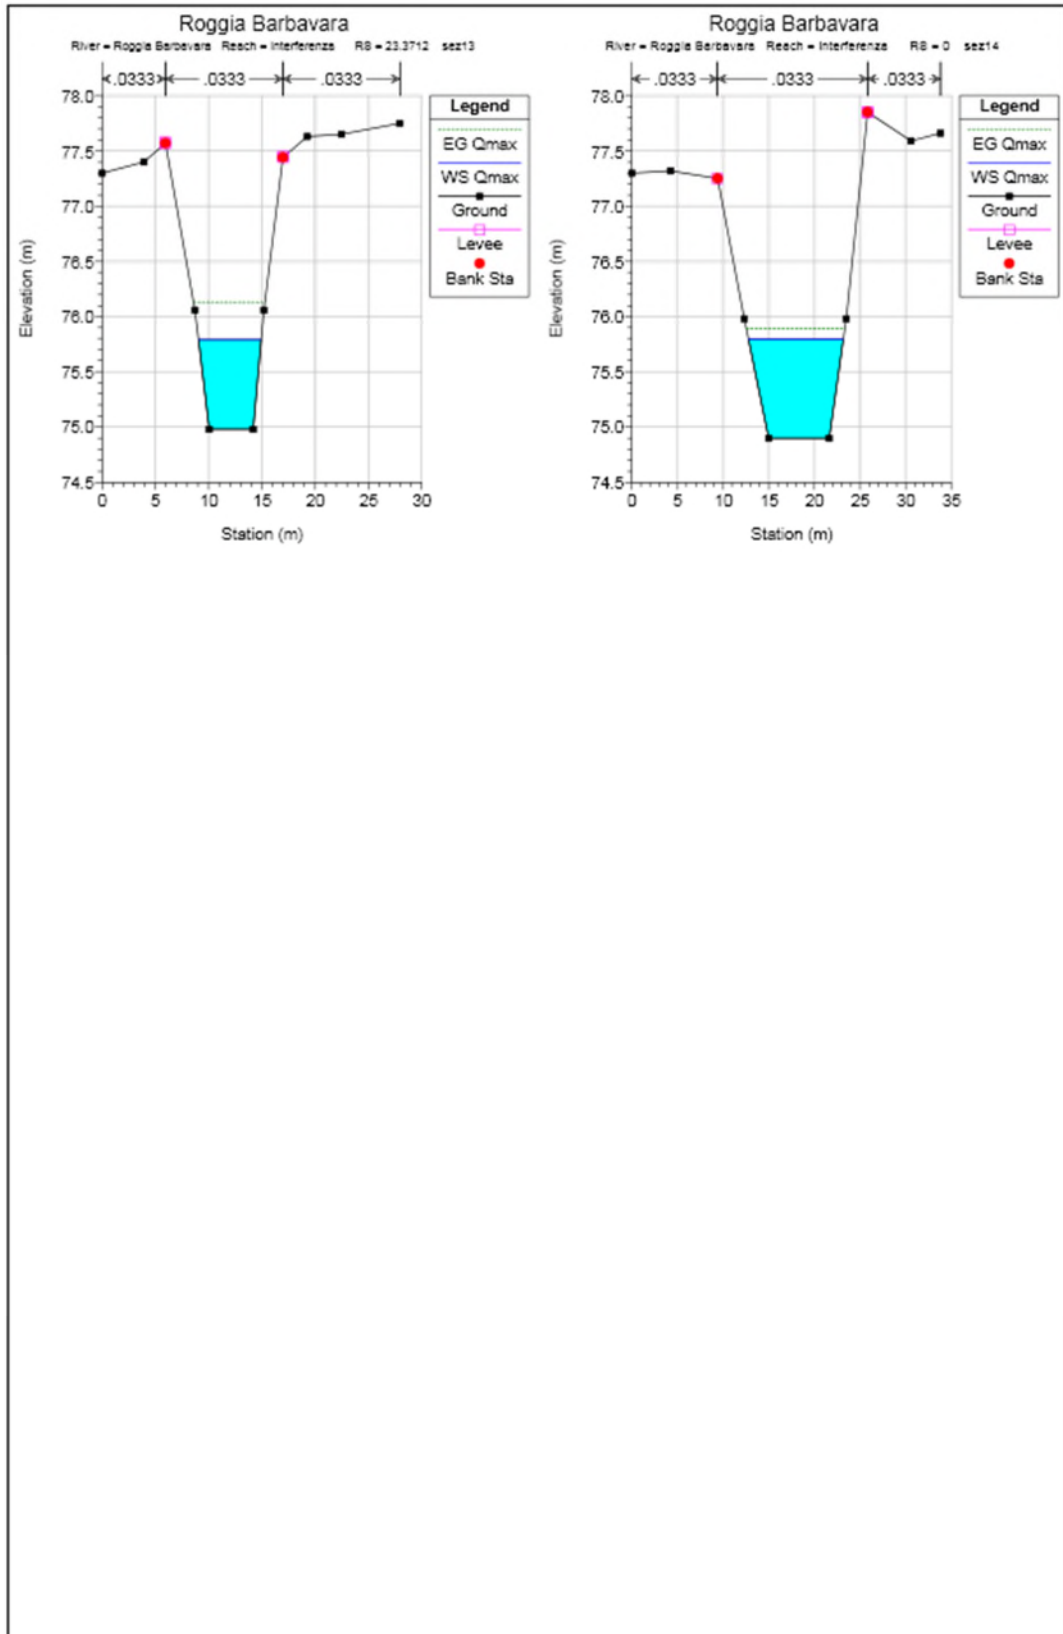 Roggia Barbavara
River = Roggia Barbavara Reach = Interferenza RS = 23.3712 sez13
.0333 .0333 .0333
78.0
77.5
77.0
76.5
76.0
75.5
75.0
74.5
0 5 10 15 20 25 30
Station (m)
Elevation (m)
Legend
EG Qmax
WS Qmax
Ground
Levee
Bank Sta
Roggia Barbavara
River = Roggia Barbavara Reach = Interferenza RS = 0 sez14
.0333 .0333 .0333
78.0
77.5
77.0
76.5
76.0
75.5
75.0
74.5
0 5 10 15 20 25 30 35
Station (m)
Elevation (m)
Legend
EG Qmax
WS Qmax
Ground
Levee
Bank Sta